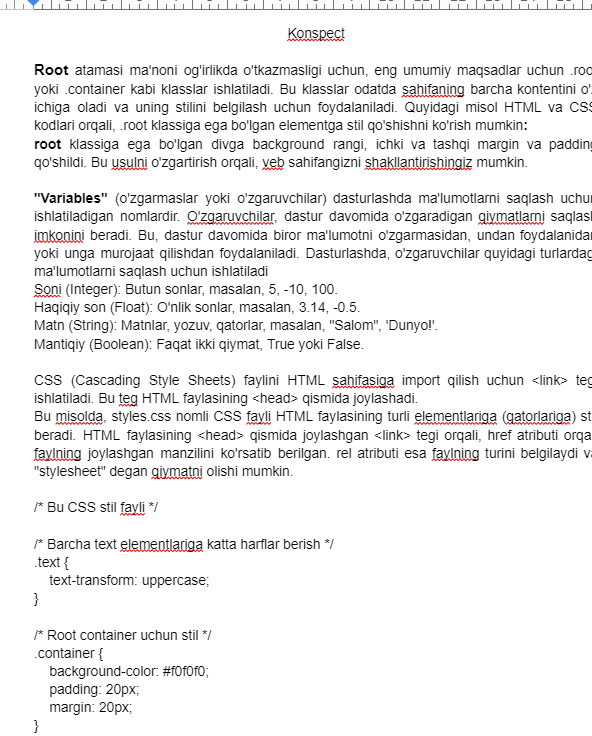 Konspect
Root atamasi ma'noni og'irlikda o'tkazmasligi uchun, eng umumiy maqsadlar uchun .roo
yoki .container kabi klasslar ishlatiladi. Bu klasslar odatda sahifaning barcha kontentini o'z
ichiga oladi va uning stilini belgilash uchun foydalaniladi. Quyidagi misol HTML va CSS
kodlari orqali, .root klassiga ega bo'lgan elementga stil qo'shishni ko'rish mumkin:
root klassiga ega bo'lgan divga background rangi, ichki va tashqi margin va padding
qo'shildi. Bu usulni o'zgartirish orqali, veb sahifangizni shakllantirishingiz mumkin.
"Variables" (o'zgarmaslar yoki o'zgaruvchilar) dasturlashda ma'lumotlarni saqlash uchun
ishlatiladigan nomlardir. O'zgaruvchilar, dastur davomida o'zgaradigan qiymatlarni saqlash
imkonini beradi. Bu, dastur davomida biror ma'lumotni o'zgarmasidan, undan foydalanidan
yoki unga murojaat qilishdan foydaladi. Dasturlashda, o'zgaruvchilar quyidagi turlardag
ma'lumotlarni saqlash uchun ishlatiladi
Soni (Integer): Butun sonlar, masalan, 5, -10, 100.
Haqiqiy son (Float): O'nlik sonlar, masalan, 3.14, -0.5.
Matn (String): Matnlar, yozuv, qatorlar, masalan, "Salom", 'Dunyo!'.
Mantiqiy (Boolean): Faqat ikki qiymat, True yoki False.
CSS (Cascading Style Sheets) faylini HTML sahifasiga import qilish uchun <link> teg
ishlatiladi. Bu teg HTML faylasining <head> qismida joylashadi.
Bu misolda, styles.css nomli CSS fayli HTML faylasining turli elementlariga (qatorlariga) sti
beradi. HTML faylasining <head> qismida joylashgan <link> tegi orqali, href atributi orqa
faylning joylashgan manzilini ko'rsatib berilgan. rel atributi esa faylning turini belgilaydi va
"stylesheet" degan qiymatni olishi mumkin.
/* Bu CSS stil fayli */
/* Barcha text elementlariga katta harflar berish */
.text {
text-transform: uppercase;
}
/* Root container uchun stil */
.container {
background-color: #f0f0f0;
padding: 20px;
margin: 20px;
}